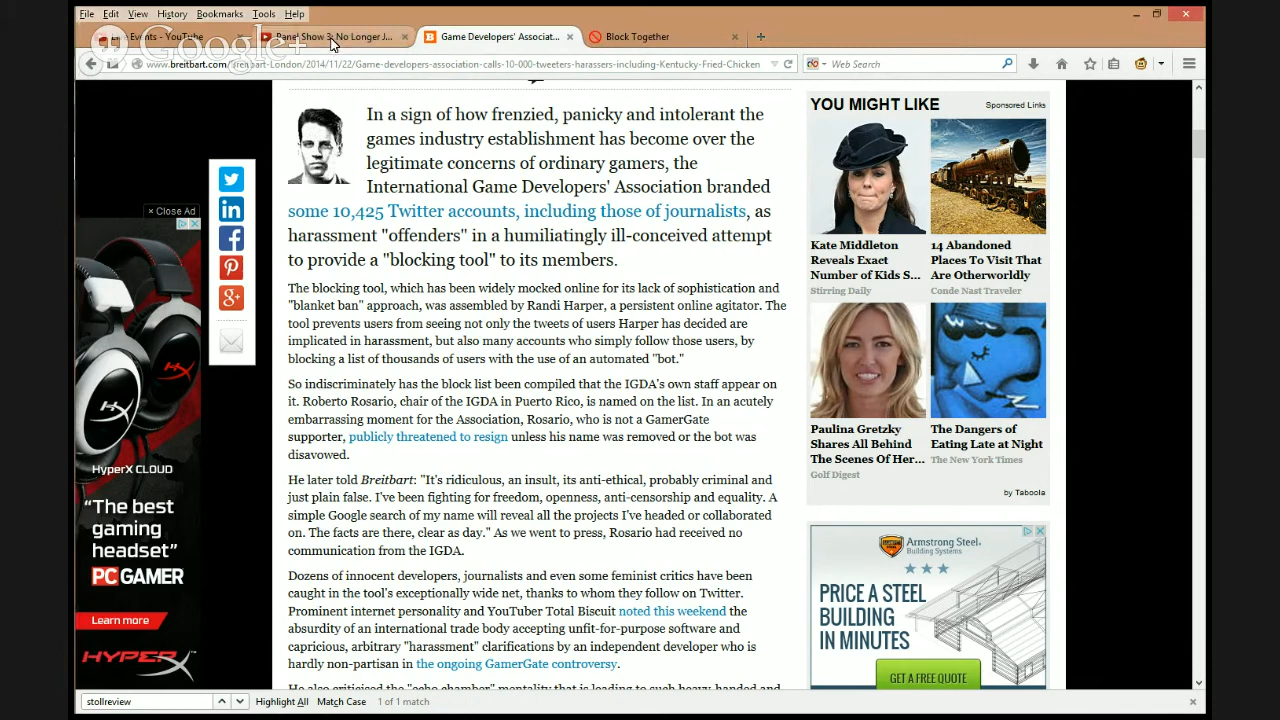 File Edit View History Bookmarks Tools Help
Events - YouTube
Panel Show 3: No Longer J...
Game Developers' Associat...
Block Together
Google+
www.breitbart.com/Breitbart-London/2014/11/22/Game-developers-association-calls-10-000-tweeters-harassers-including-Kentucky-Fried-Chicken
Web Search
In a sign of how frenzied, panicky and intolerant the
games industry establishment has become over the
legitimate concerns of ordinary gamers, the
International Game Developers' Association branded
some 10,425 Twitter accounts, including those of journalists, as
harassment "offenders" in a humiliatingly ill-conceived attempt
to provide a "blocking tool" to its members.
The blocking tool, which has been widely mocked online for its lack of sophistication and
"blanket ban" approach, was assembled by Randi Harper, a persistent online agitator. The
tool prevents users from seeing not only the tweets of users Harper has decided are
implicated in harassment, but also many accounts who simply follow those users, by
blocking a list of thousands of users with the use of an automated "bot."
So indiscriminately has the block list been compiled that the IGDA's own staff appear on
it. Roberto Rosario, chair of the IGDA in Puerto Rico, is named on the list. In an acutely
embarrassing moment for the Association, Rosario, who is not a GamerGate
supporter, publicly threatened to resign unless his name was removed or the bot was
disavowed.
He later told Breitbart: "It's ridiculous, an insult, its anti-ethical, probably criminal and
just plain false. I've been fighting for freedom, openness, anti-censorship and equality. A
simple Google search of my name will reveal all the projects I've headed or collaborated
on. The facts are there, clear as day." As we went to press, Rosario had received no
communication from the IGDA.
Dozens of innocent developers, journalists and even some feminist critics have been
caught in the tool's exceptionally wide net, thanks to whom they follow on Twitter.
Prominent internet personality and YouTuber Total Biscuit noted this weekend the
absurdity of an international trade body accepting unfit-for-purpose software and
capricious, arbitrary "harassment" clarifications by an independent developer who is
hardly non-partisan in the ongoing GamerGate controversy.
He also criticised the "echo chamber" mentality that is leading to such heavy-handed and
× Close Ad
HyperX CLOUD
"The best
gaming
headset"
PC GAMER
Learn more
HYPERX
YOU MIGHT LIKE
Sponsored Links
Kate Middleton
Reveals Exact
Number of Kids S...
Stirring Daily
14 Abandoned
Places To Visit That
Are Otherworldly
Conde Nast Traveler
Paulina Gretzky
Shares All Behind
The Scenes Of Her...
Golf Digest
The Dangers of
Eating Late at Night
The New York Times
by Taboola
Armstrong Steel
Building Systems
PRICE A STEEL
BUILDING
IN MINUTES
GET A FREE QUOTE
stollreview
Highlight All Match Case 1 of 1 match